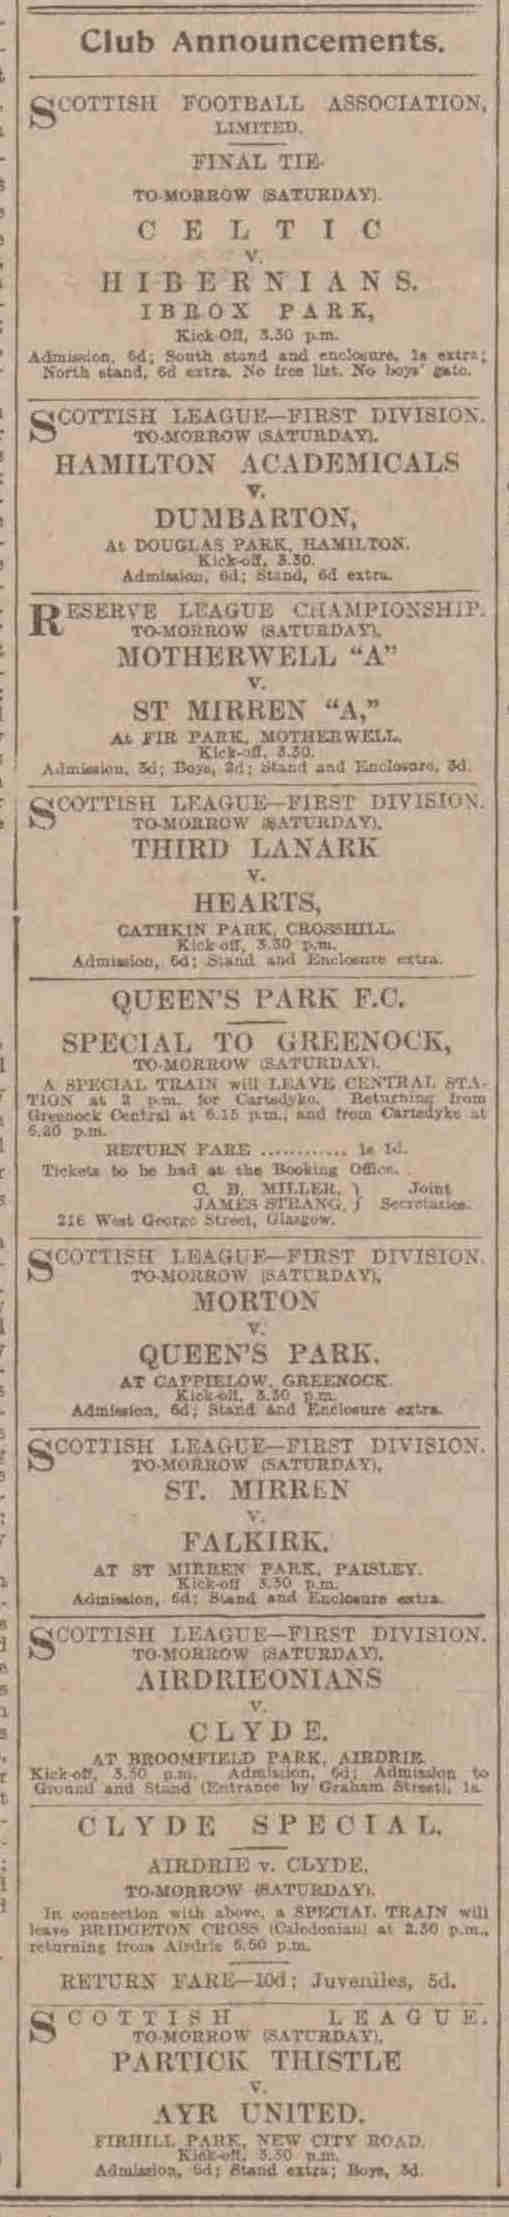 Club Announcements.
SCOTTISH FOOTBALL ASSOCIATION,
LIMITED.
FINAL TIE.
TO-MORROW (SATURDAY).
CELTIC
v.
HIBERNIANS.
IBROX PARK,
Kick-Off, 3.30 p.m.
Admission, 6d; South stand and enclosure, 1s extra;
North stand, 6d extra. No free list. No boys' gate.
SCOTTISH LEAGUE—FIRST DIVISION.
TO-MORROW (SATURDAY).
HAMILTON ACADEMICALS
v.
DUMBARTON,
At DOUGLAS PARK, HAMILTON.
Kick-off, 3.30.
Admission, 6d; Stand, 6d extra.
RESERVE LEAGUE CHAMPIONSHIP.
TO-MORROW (SATURDAY),
MOTHERWELL "A"
v.
ST MIRREN "A,"
At FIR PARK, MOTHERWELL.
Kick-off, 3.30.
Admission, 3d; Boys, 2d; Stand and Enclosure, 3d.
SCOTTISH LEAGUE—FIRST DIVISION.
TO-MORROW (SATURDAY),
THIRD LANARK
v.
HEARTS,
CATHKIN PARK, CROSSHILL.
Kick off, 3.30 p.m.
Admission, 6d; Stand and Enclosure extra.
QUEEN'S PARK F.C.
SPECIAL TO GREENOCK,
TO-MORROW (SATURDAY).
A SPECIAL TRAIN will LEAVE CENTRAL STA-
TION at 2 p.m. for Cartsdyke. Returning from
Greenock Central at 6.15 p.m., and from Cartsdyke at
6.20 p.m.
RETURN FARE ............ 1s 1d.
Tickets to be had at the Booking Office.
C. B. MILLER, } Joint
JAMES STRANG, } Secretaries.
216 West George Street, Glasgow.
SCOTTISH LEAGUE—FIRST DIVISION.
TO-MORROW (SATURDAY),
MORTON
v.
QUEEN'S PARK.
AT CAPPIELOW, GREENOCK.
Kick-off, 3.30 p.m.
Admission, 6d; Stand and Enclosure extra.
SCOTTISH LEAGUE—FIRST DIVISION.
TO-MORROW (SATURDAY),
ST. MIRREN
v.
FALKIRK.
AT ST MIRREN PARK, PAISLEY.
Kick-off 3.30 p.m.
Admission, 6d; Stand and Enclosure extra.
SCOTTISH LEAGUE—FIRST DIVISION.
TO-MORROW (SATURDAY),
AIRDRIEONIANS
v.
CLYDE.
AT BROOMFIELD PARK, AIRDRIE.
Kick-off, 3.30 p.m. Admission, 6d; Admission to
Ground and Stand (Entrance by Graham Street), 1s.
CLYDE SPECIAL.
AIRDRIE v. CLYDE,
TO-MORROW (SATURDAY).
In connection with above, a SPECIAL TRAIN will
leave BRIDGETON CROSS (Caledonian) at 2.30 p.m.,
returning from Airdrie 5.50 p.m.
RETURN FARE—10d; Juveniles, 5d.
SCOTTISH LEAGUE.
TO-MORROW (SATURDAY),
PARTICK THISTLE
v.
AYR UNITED.
FIRHILL PARK, NEW CITY ROAD.
Kick-off, 3.30 p.m.
Admission, 6d; Stand extra; Boys, 3d.